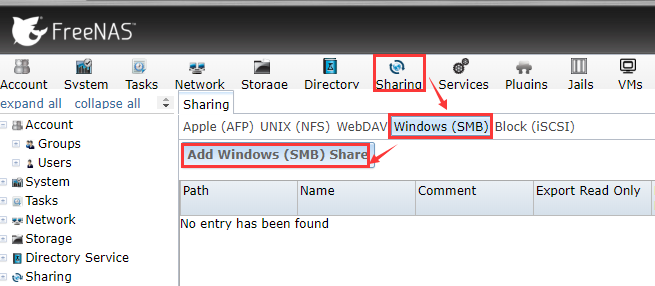 FreeNAS
Account System Tasks Network Storage Directory Sharing Services Plugins Jails VMs
expand all collapse all
Sharing
Account
Apple (AFP) UNIX (NFS) WebDAV Windows (SMB) Block (iSCSI)
Groups
Add Windows (SMB) Share
Users
System
Path Name Comment Export Read Only
Tasks
Network
No entry has been found
Storage
Directory Service
Sharing